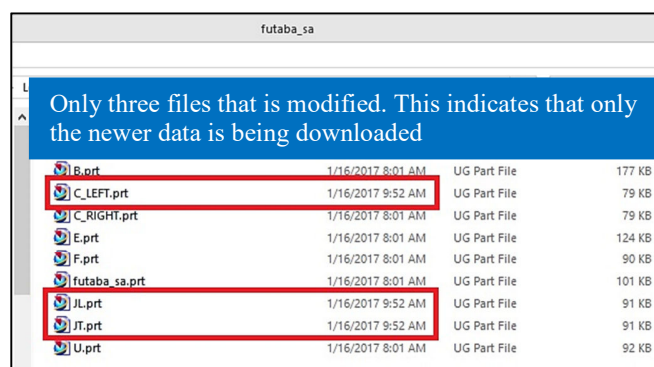 futaba_sa
Only three files that is modified. This indicates that only
the newer data is being downloaded
B.prt 1/16/2017 8:01 AM UG Part File 177 KB
C_LEFT.prt 1/16/2017 9:52 AM UG Part File 79 KB
C_RIGHT.prt 1/16/2017 8:01 AM UG Part File 79 KB
E.prt 1/16/2017 8:01 AM UG Part File 124 KB
F.prt 1/16/2017 8:01 AM UG Part File 90 KB
futaba_sa.prt 1/16/2017 8:01 AM UG Part File 101 KB
JL.prt 1/16/2017 9:52 AM UG Part File 91 KB
JT.prt 1/16/2017 9:52 AM UG Part File 91 KB
U.prt 1/16/2017 8:01 AM UG Part File 92 KB